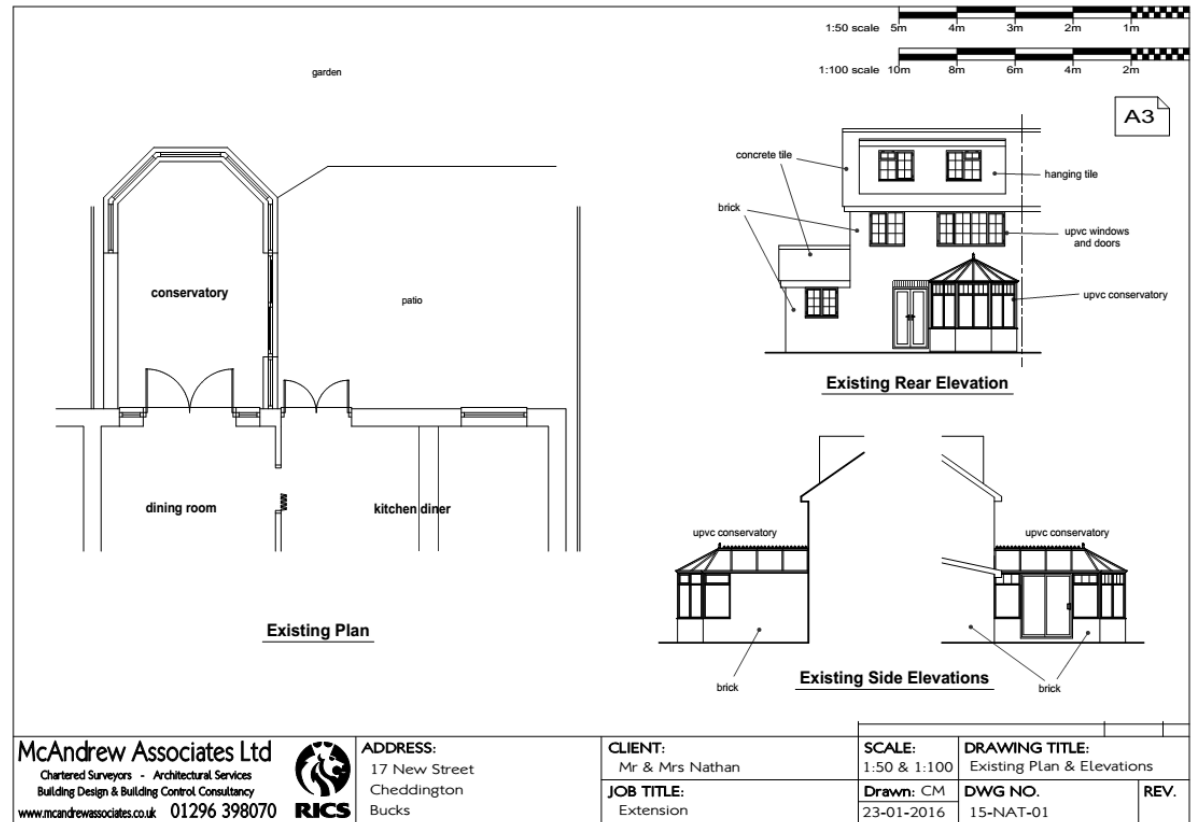 1:50 scale 5m 4m 3m 2m 1m
1:100 scale 10m 8m 6m 4m 2m
A3
garden
conservatory
patio
dining room
kitchen diner
Existing Plan
concrete tile
hanging tile
brick
upvc windows
and doors
upvc conservatory
Existing Rear Elevation
upvc conservatory
upvc conservatory
brick
brick
Existing Side Elevations
McAndrew Associates Ltd
Chartered Surveyors - Architectural Services
Building Design & Building Control Consultancy
www.mcandrewassociates.co.uk 01296 398070
RICS
ADDRESS:
17 New Street
Cheddington
Bucks
CLIENT:
Mr & Mrs Nathan
JOB TITLE:
Extension
SCALE:
1:50 & 1:100
Drawn: CM
23-01-2016
DRAWING TITLE:
Existing Plan & Elevations
DWG NO.
15-NAT-01
REV.